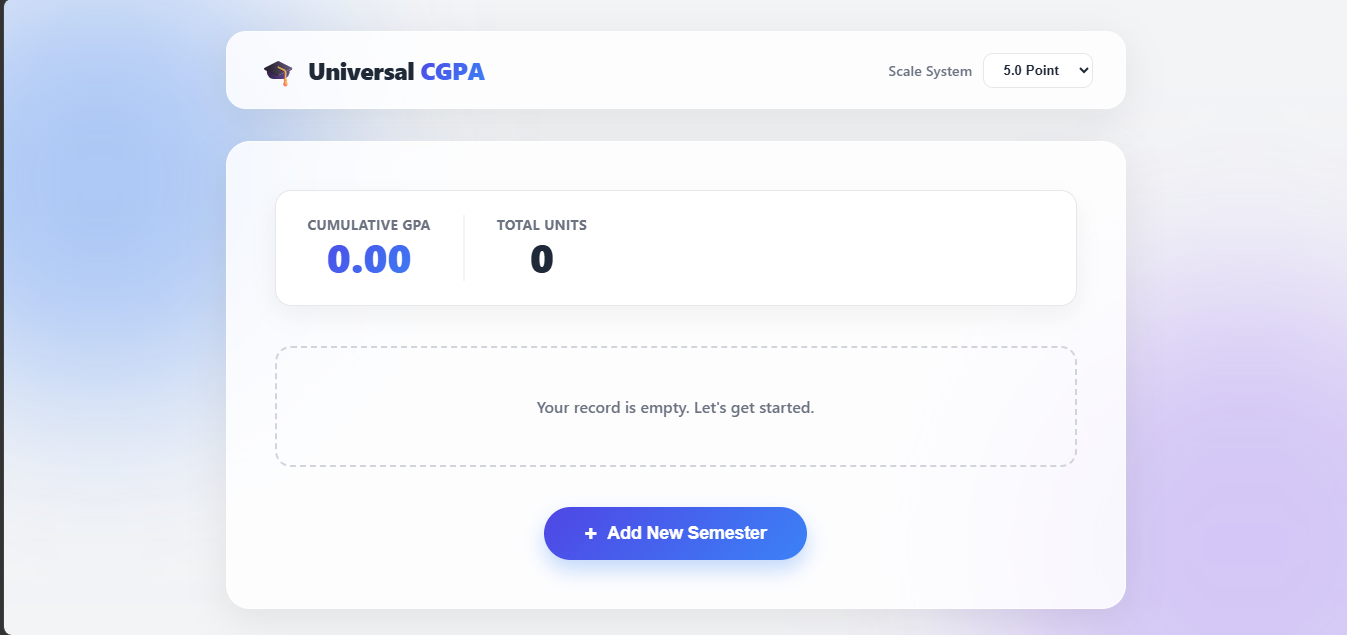 Universal CGPA
Scale System
5.0 Point
CUMULATIVE GPA
0.00
TOTAL UNITS
0
Your record is empty. Let's get started.
+ Add New Semester